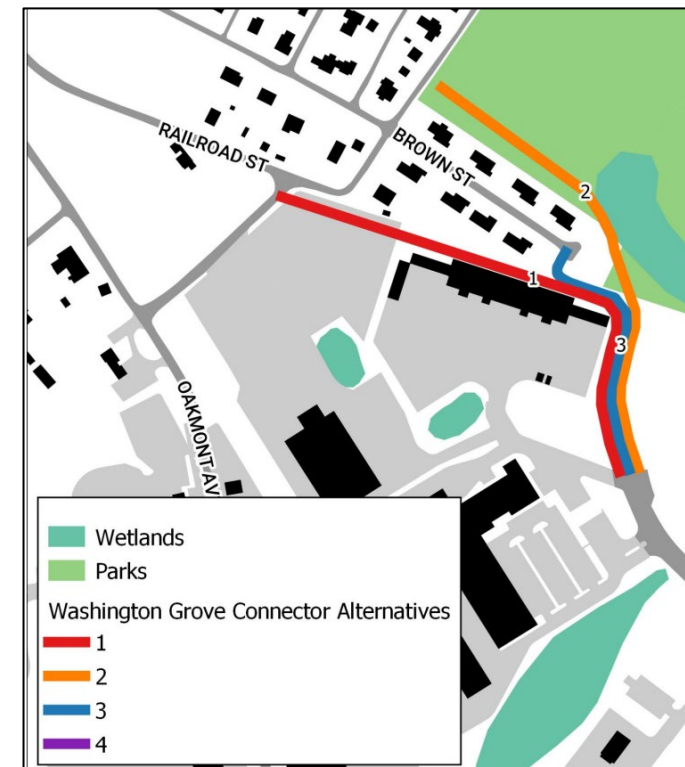 RAILROAD ST
BROWN ST
2
1
3
OAKMONT AV
Wetlands
Parks
Washington Grove Connector Alternatives
1
2
3
4